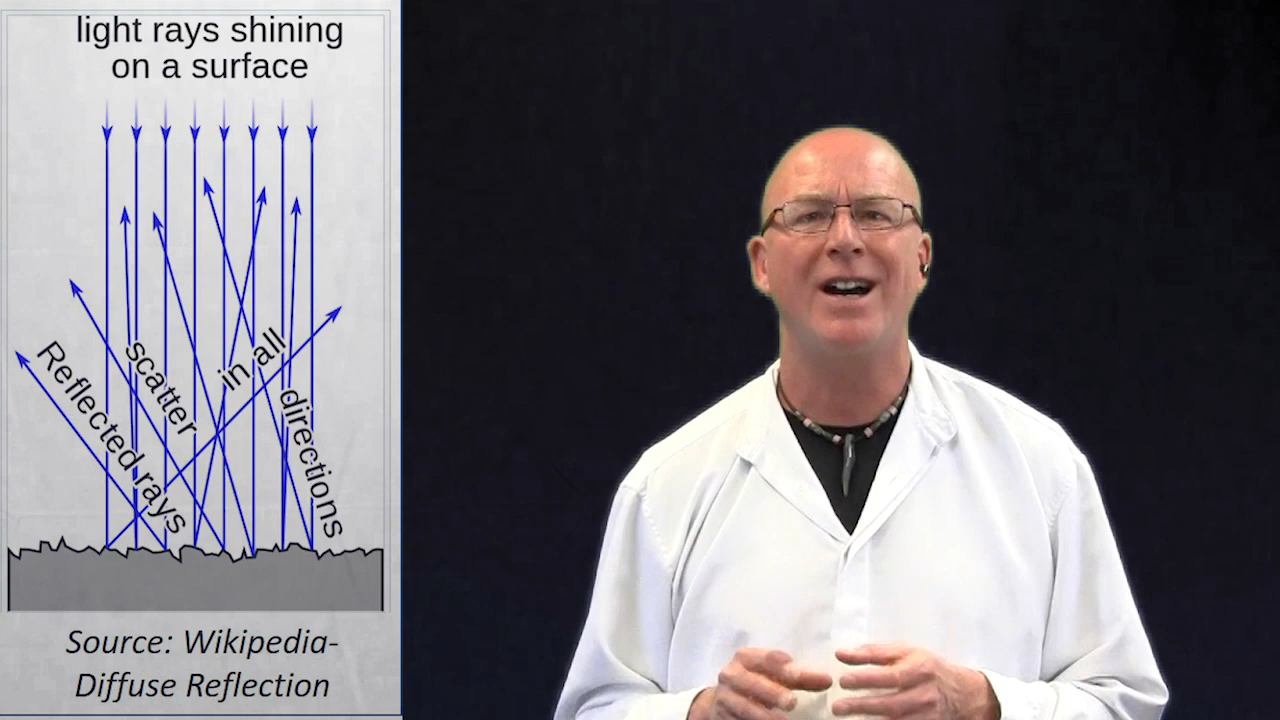 light rays shining
on a surface
Reflected rays
scatter
in all
directions
Source: Wikipedia-
Diffuse Reflection